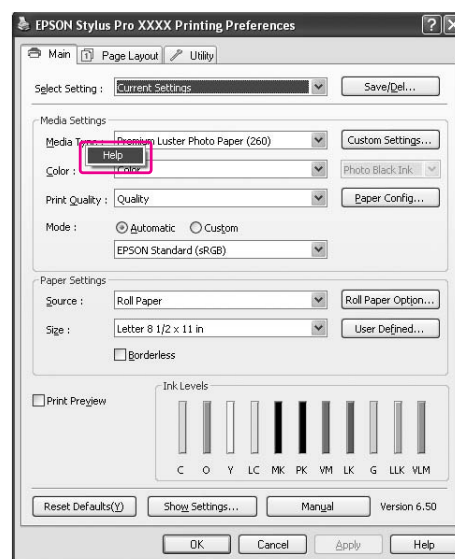 EPSON Stylus Pro XXXX Printing Preferences
Main Page Layout Utility
Select Setting : Current Settings Save/Del...
Media Settings
Media Type : Premium Luster Photo Paper (260) Custom Settings...
Help
Color : Color Photo Black Ink
Print Quality : Quality Paper Config...
Mode : Automatic Custom
EPSON Standard (sRGB)
Paper Settings
Source : Roll Paper Roll Paper Option...
Size : Letter 8 1/2 x 11 in User Defined...
Borderless
Print Preview
Ink Levels
C O Y LC MK PK VM LK G LLK VLM
Reset Defaults(Y) Show Settings... Manual Version 6.50
OK Cancel Apply Help